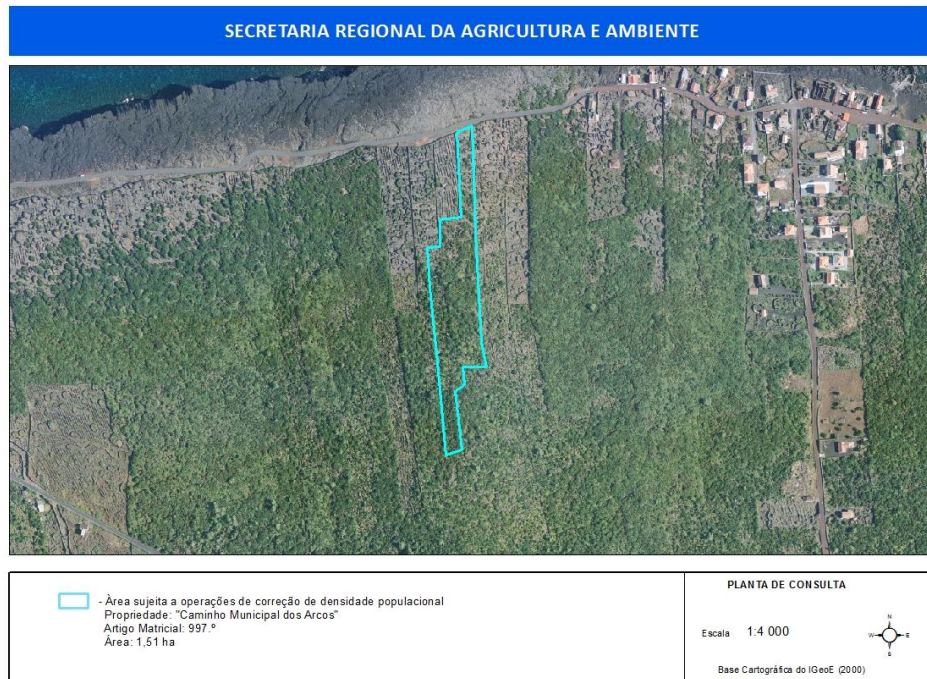 SECRETARIA REGIONAL DA AGRICULTURA E AMBIENTE
- Área sujeita a operações de correção de densidade populacional
Propriedade: "Caminho Municipal dos Arcos"
Artigo Matricial: 997.º
Área: 1,51 ha
PLANTA DE CONSULTA
Escala 1:4 000
N
W E
S
Base Cartográfica do IGeoE (2000)